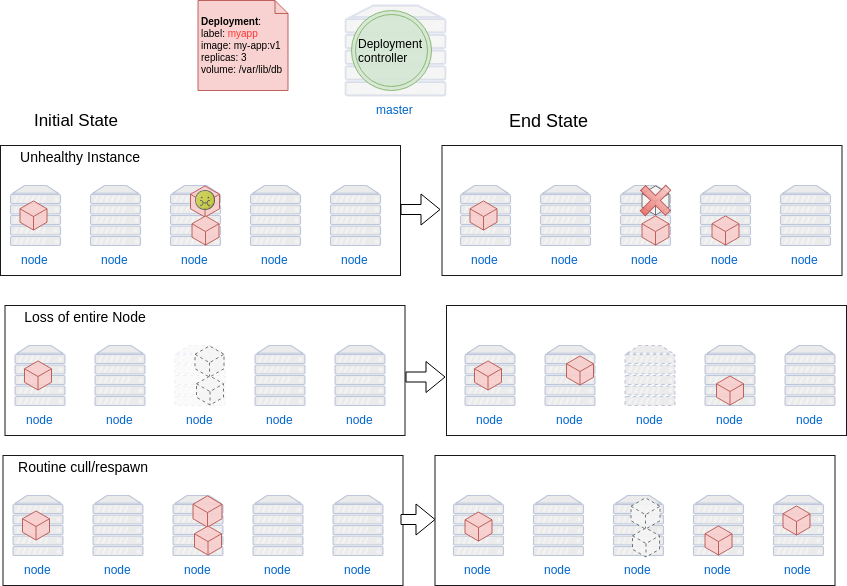 Deployment:
label: myapp
image: my-app:v1
replicas: 3
volume: /var/lib/db
Deployment
controller
master
Initial State
End State
Unhealthy Instance
node
node
node
node
node
node
node
node
node
node
Loss of entire Node
node
node
node
node
node
node
node
node
node
node
Routine cull/respawn
node
node
node
node
node
node
node
node
node
node